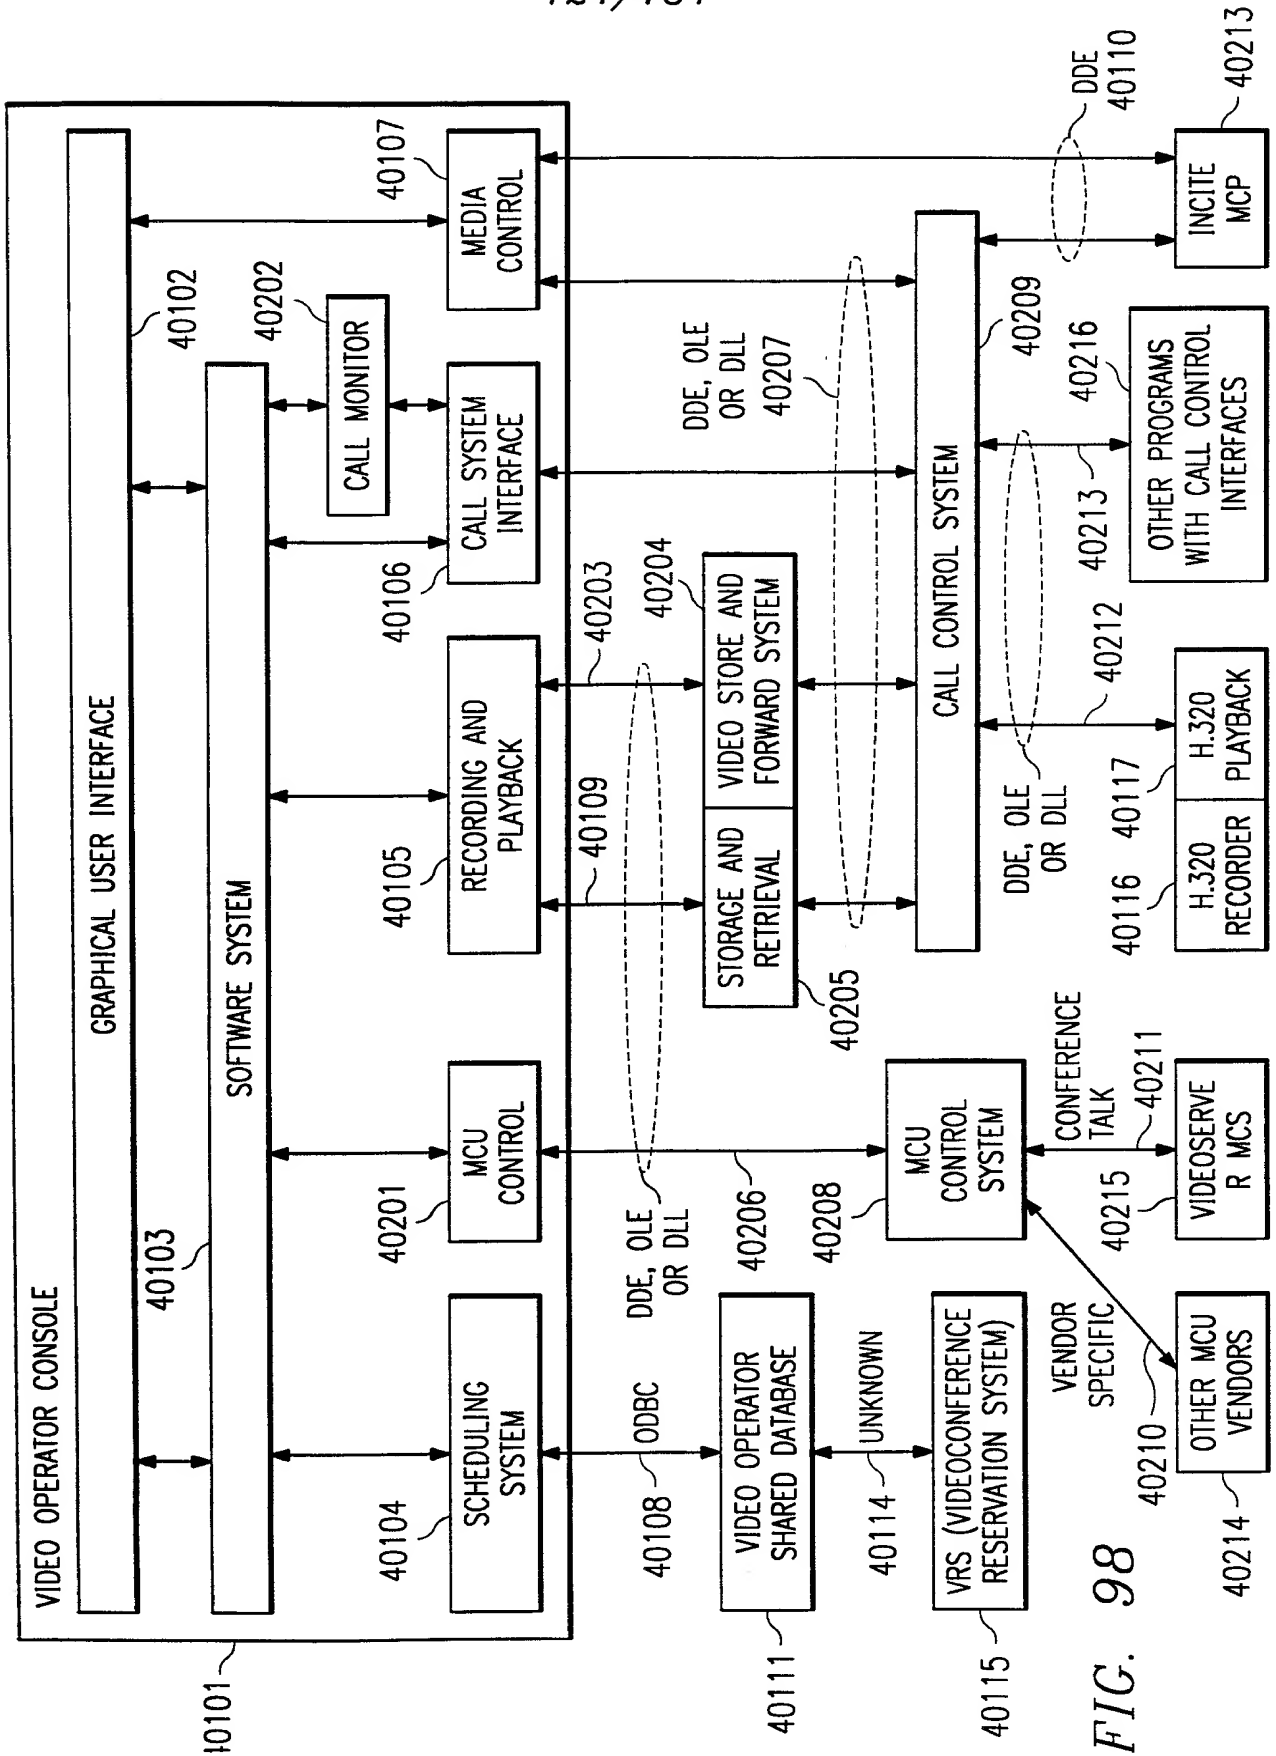 VIDEO OPERATOR CONSOLE
40101
GRAPHICAL USER INTERFACE
40102
40103
SOFTWARE SYSTEM
CALL MONITOR
40202
40104
SCHEDULING
SYSTEM
40201
MCU
CONTROL
40105
RECORDING AND
PLAYBACK
40106
CALL SYSTEM
INTERFACE
MEDIA
CONTROL
40107
40108
ODBC
DDE, OLE
OR DLL
40109
40203
40206
DDE, OLE
OR DLL
40207
40111
VIDEO OPERATOR
SHARED DATABASE
STORAGE AND
RETRIEVAL
40205
VIDEO STORE AND
FORWARD SYSTEM
40204
40114
UNKNOWN
40208
MCU
CONTROL
SYSTEM
CALL CONTROL SYSTEM
40209
40115
VRS (VIDEOCONFERENCE
RESERVATION SYSTEM)
VENDOR
SPECIFIC
40210
CONFERENCE
TALK
40211
DDE, OLE
OR DLL
40212
40213
DDE
40110
40214
OTHER MCU
VENDORS
40215
VIDEOSERVE
R MCS
40116
H.320
RECORDER
40117
H.320
PLAYBACK
OTHER PROGRAMS
WITH CALL CONTROL
INTERFACES
40216
INCITE
MCP
40213
FIG. 98